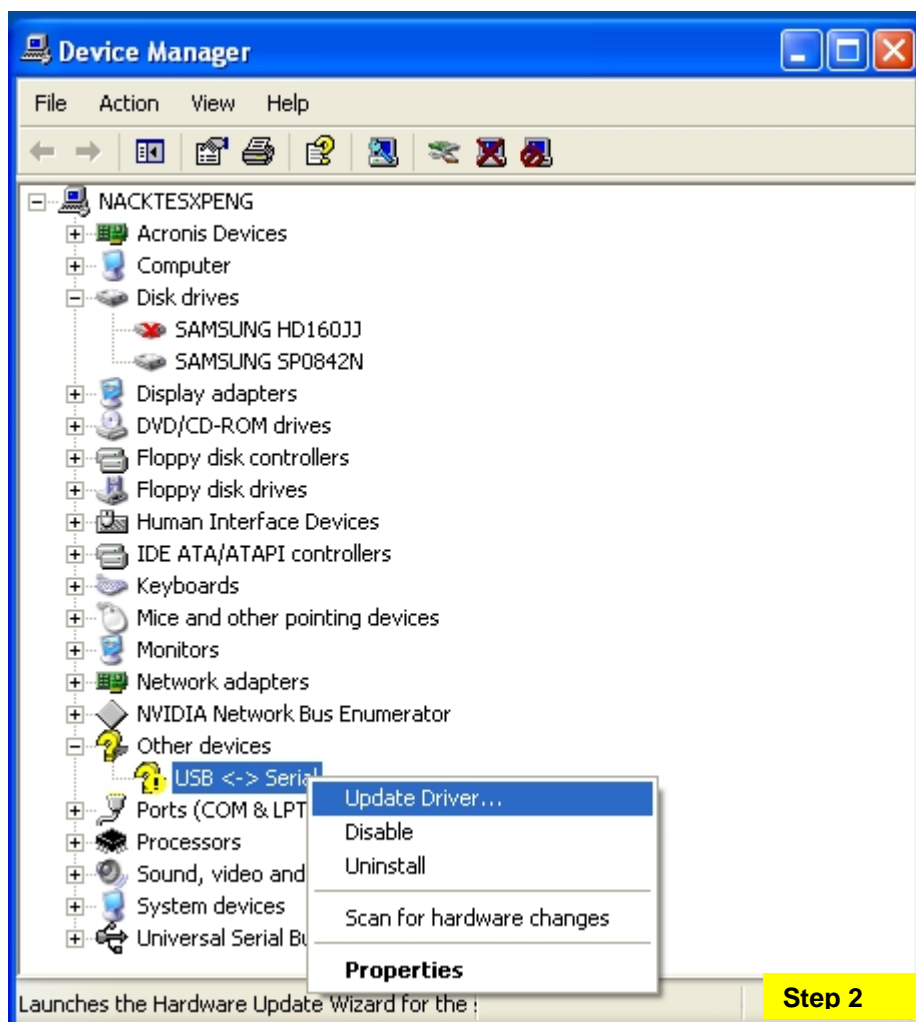 Device Manager
File Action View Help
NACKTESXPENG
Acronis Devices
Computer
Disk drives
SAMSUNG HD160JJ
SAMSUNG SP0842N
Display adapters
DVD/CD-ROM drives
Floppy disk controllers
Floppy disk drives
Human Interface Devices
IDE ATA/ATAPI controllers
Keyboards
Mice and other pointing devices
Monitors
Network adapters
NVIDIA Network Bus Enumerator
Other devices
USB <-> Serial
Ports (COM & LPT
Processors
Sound, video and
System devices
Universal Serial Bu
Update Driver...
Disable
Uninstall
Scan for hardware changes
Properties
Launches the Hardware Update Wizard for the
Step 2